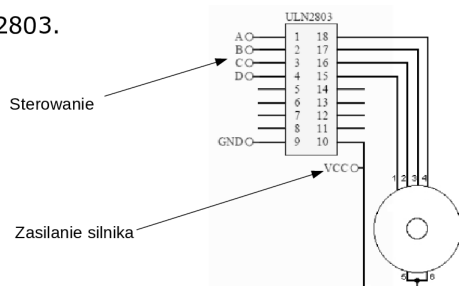 2803.
ULN2803
A 1 18
B 2 17
C 3 16
D 4 15
5 14
6 13
7 12
8 11
GND 9 10
Sterowanie
VCC
1 2 3 4
Zasilanie silnika
5 6